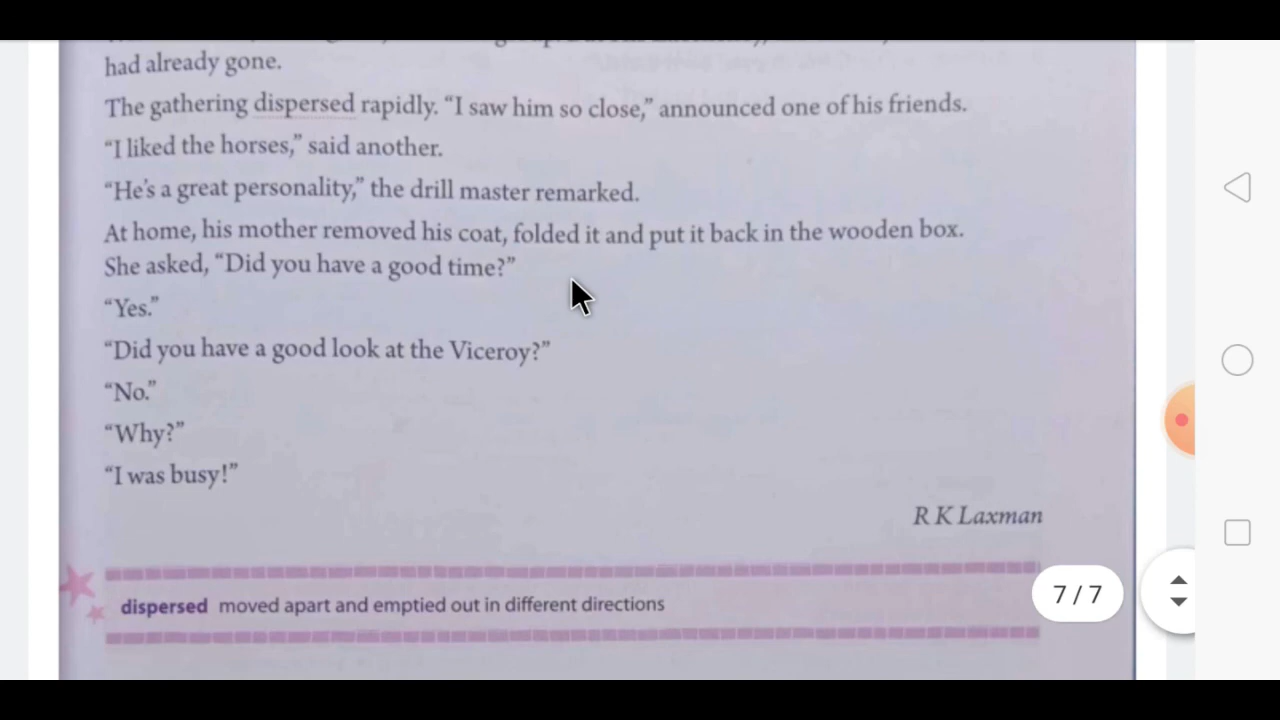 had already gone.
The gathering dispersed rapidly. “I saw him so close,” announced one of his friends.
“I liked the horses,” said another.
“He’s a great personality,” the drill master remarked.
At home, his mother removed his coat, folded it and put it back in the wooden box.
She asked, “Did you have a good time?”
“Yes.”
“Did you have a good look at the Viceroy?”
“No.”
“Why?”
“I was busy!”
R K Laxman
dispersed moved apart and emptied out in different directions
7 / 7